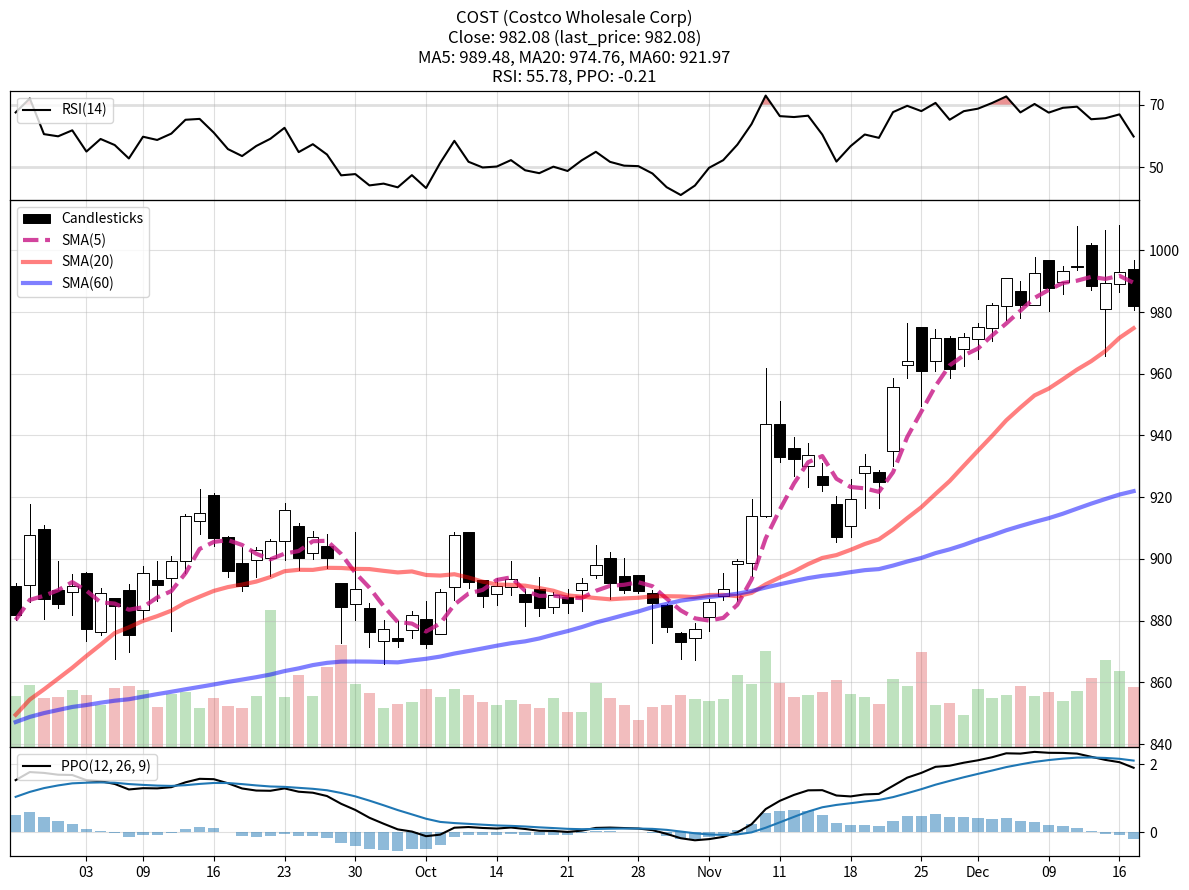 COST (Costco Wholesale Corp)
Close: 982.08 (last_price: 982.08)
MA5: 989.48, MA20: 974.76, MA60: 921.97
RSI: 55.78, PPO: -0.21
RSI(14)
70
50
Candlesticks
SMA(5)
SMA(20)
SMA(60)
1000
980
960
940
920
900
880
860
840
PPO(12, 26, 9)
2
0
03 09 16 23 30 Oct 14 21 28 Nov 11 18 25 Dec 09 16